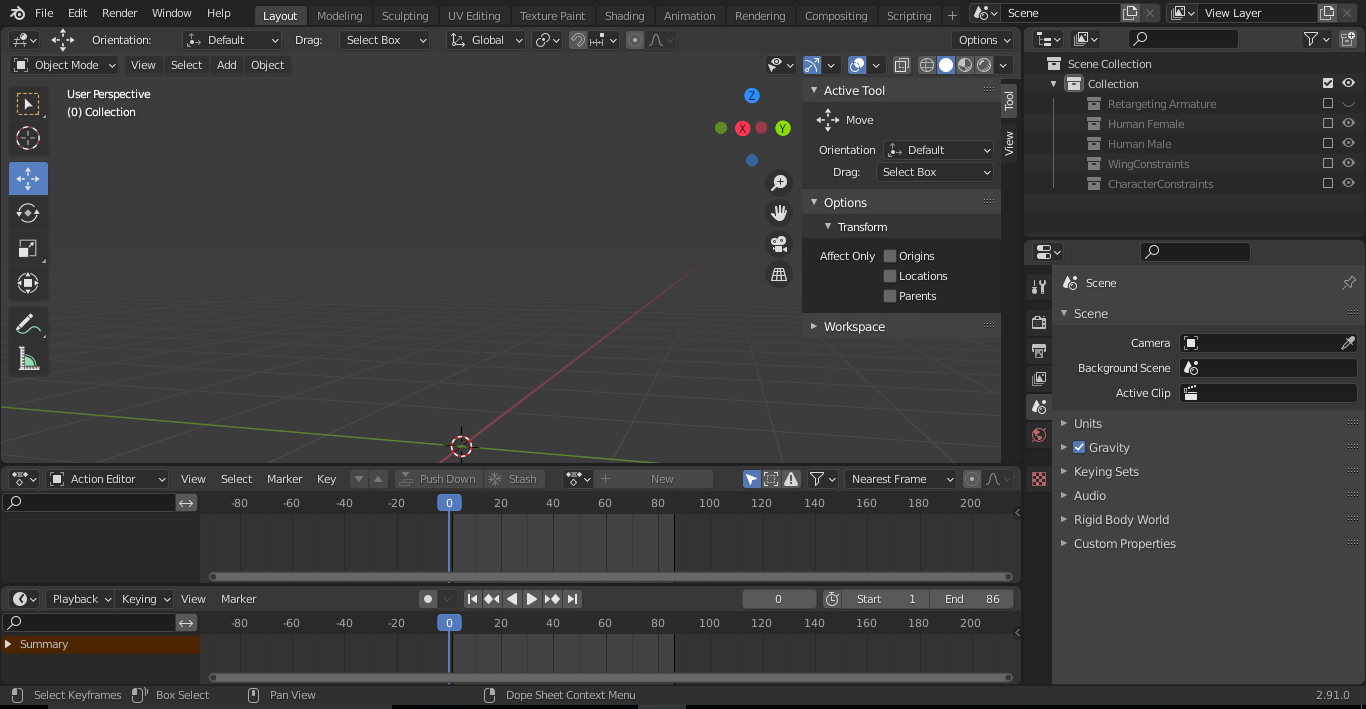 File Edit Render Window Help Layout Modeling Sculpting UV Editing Texture Paint Shading Animation Rendering Compositing Scripting + Scene View Layer
Orientation: Default Drag: Select Box Global Options
Object Mode View Select Add Object
User Perspective
(0) Collection
Z
X Y
Active Tool
Move
Orientation Default
Drag: Select Box
Options
Transform
Affect Only Origins
Locations
Parents
Workspace
Tool
View
Scene Collection
Collection
Retargeting Armature
Human Female
Human Male
WingConstraints
CharacterConstraints
Scene
Scene
Camera
Background Scene
Active Clip
Units
Gravity
Keying Sets
Audio
Rigid Body World
Custom Properties
Action Editor View Select Marker Key Push Down Stash + New Nearest Frame
-80 -60 -40 -20 0 20 40 60 80 100 120 140 160 180 200
Playback Keying View Marker 0 Start 1 End 86
-80 -60 -40 -20 0 20 40 60 80 100 120 140 160 180 200
Summary
Select Keyframes Box Select Pan View Dope Sheet Context Menu 2.91.0